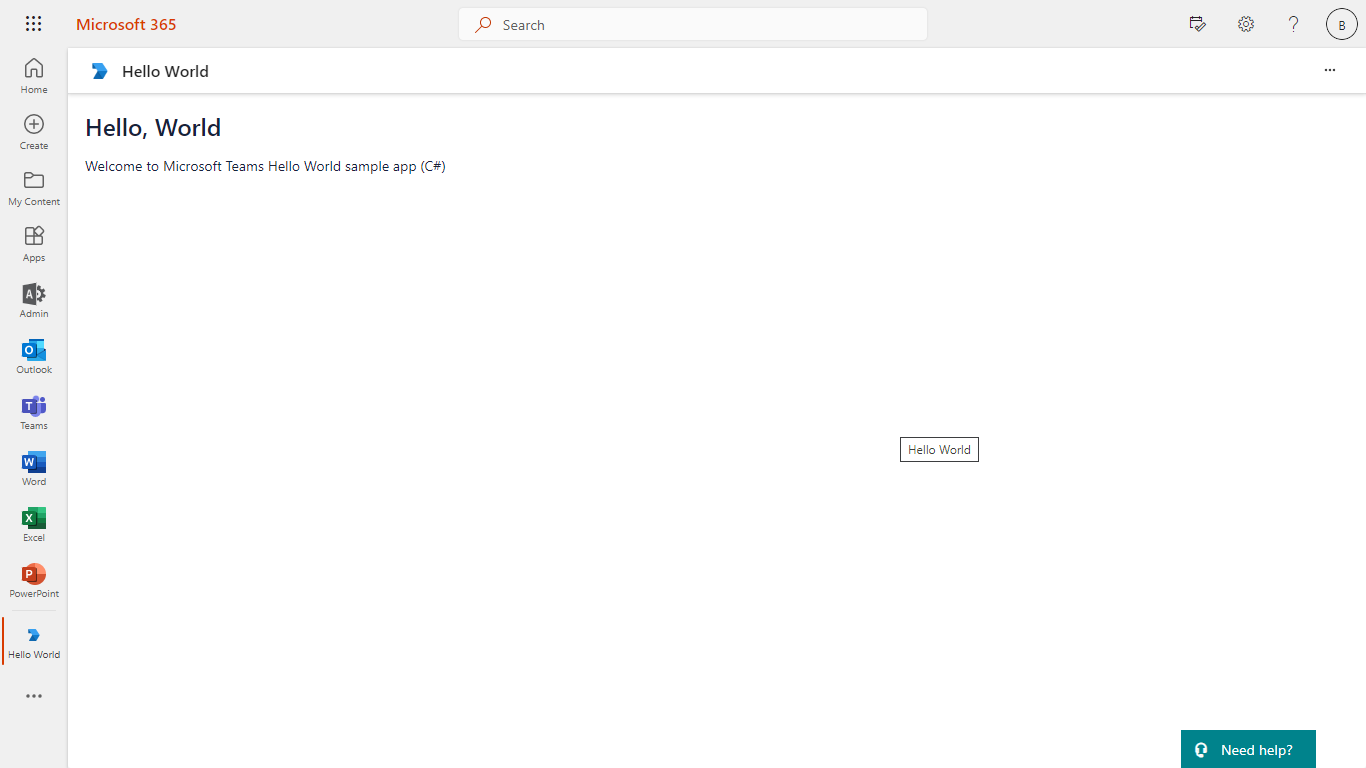 Microsoft 365
Search
B
Home
Create
My Content
Apps
Admin
Outlook
Teams
Word
Excel
PowerPoint
Hello World
Hello World
Hello, World
Welcome to Microsoft Teams Hello World sample app (C#)
Hello World
Need help?